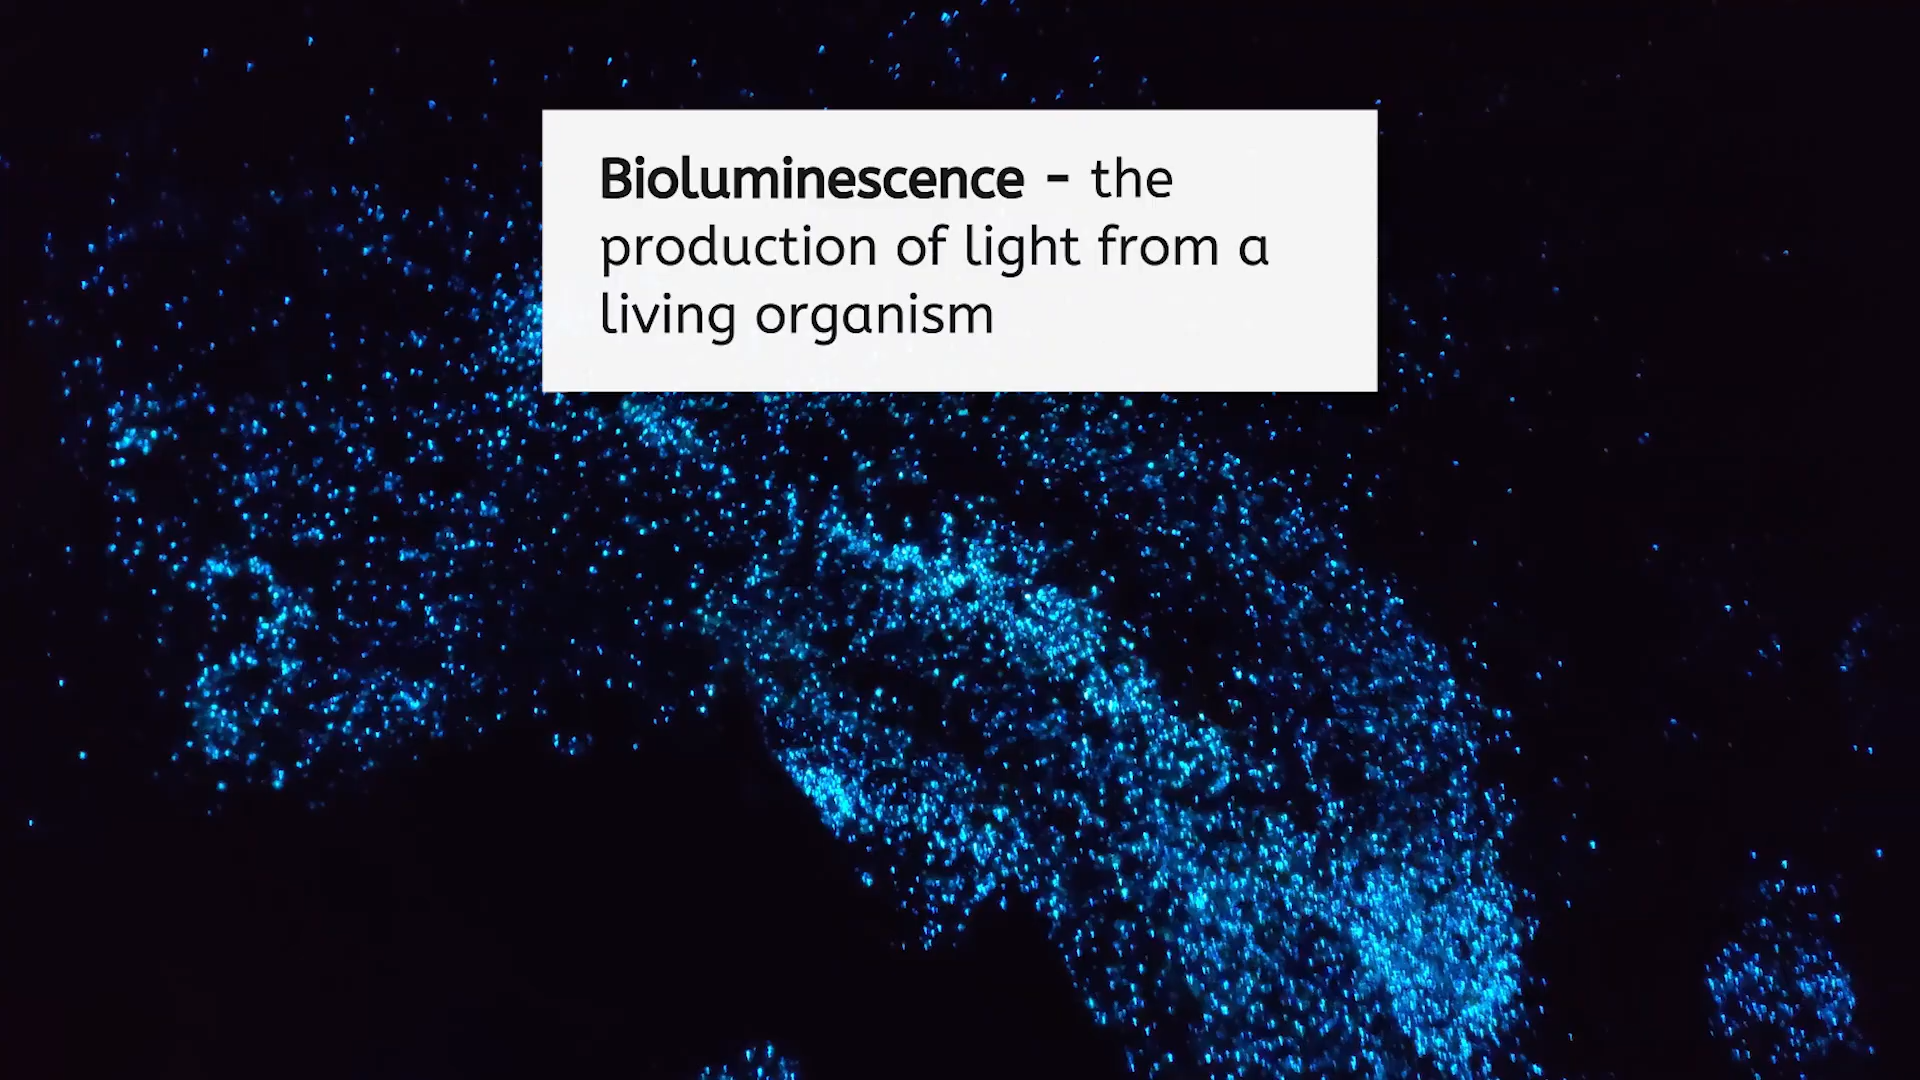 Bioluminescence - the
production of light from a
living organism